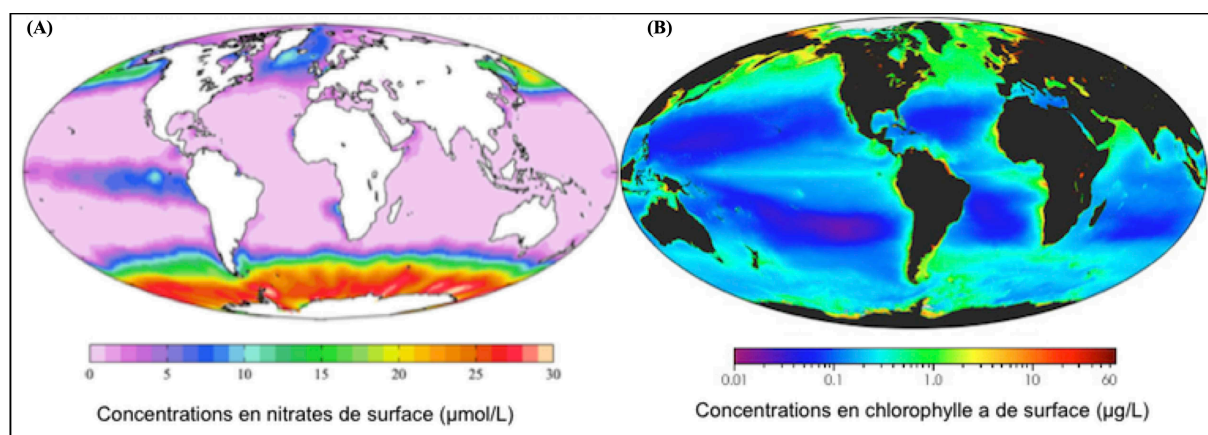 (A)
(B)
0 5 10 15 20 25 30
Concentrations en nitrates de surface (µmol/L)
0.01 0.1 1.0 10 60
Concentrations en chlorophylle a de surface (µg/L)